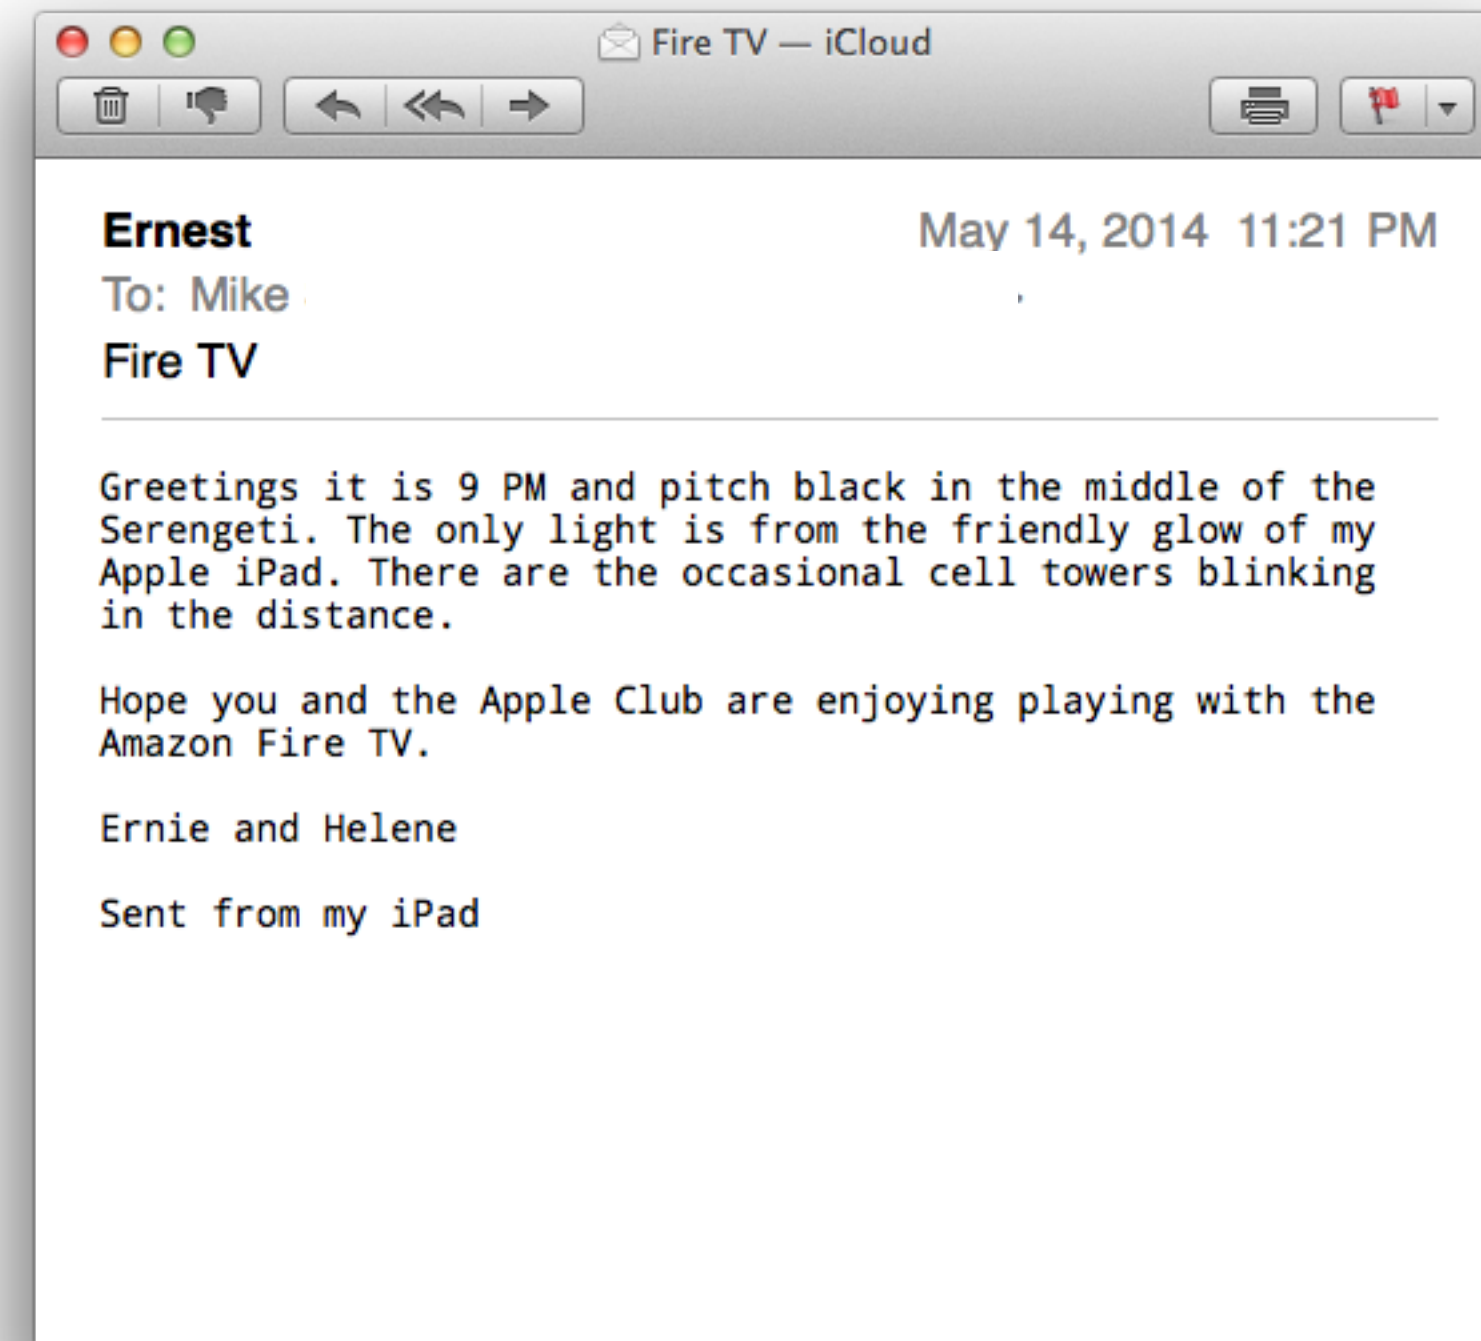 Fire TV — iCloud
Ernest
May 14, 2014 11:21 PM
To: Mike
Fire TV
Greetings it is 9 PM and pitch black in the middle of the
Serengeti. The only light is from the friendly glow of my
Apple iPad. There are the occasional cell towers blinking
in the distance.
Hope you and the Apple Club are enjoying playing with the
Amazon Fire TV.
Ernie and Helene
Sent from my iPad